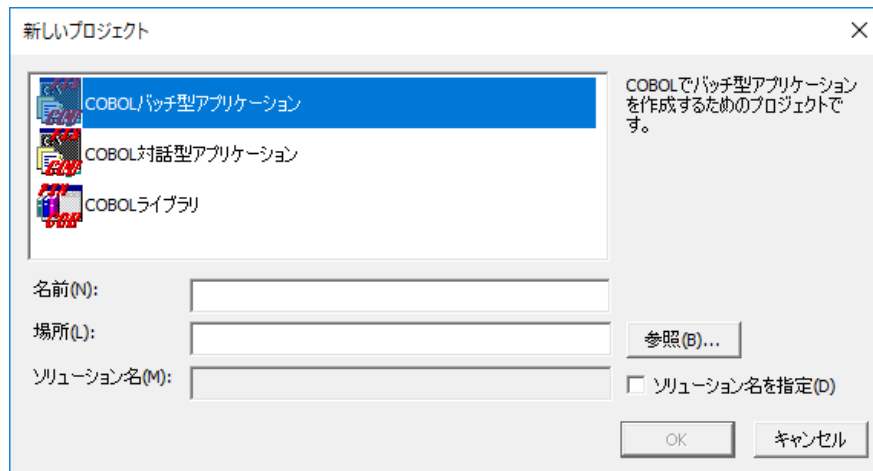 新しいプロジェクト
COBOLバッチ型アプリケーション
COBOL対話型アプリケーション
COBOLライブラリ
COBOLでバッチ型アプリケーション
を作成するためのプロジェクトで
す。
名前(N):
場所(L):
参照(B)...
ソリューション名(M):
ソリューション名を指定(D)
OK
キャンセル